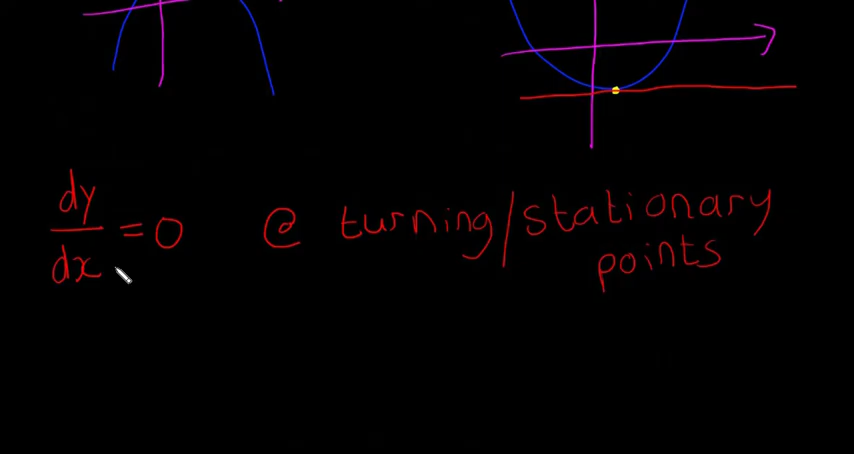 dy/dx = 0 @ turning/stationary
points